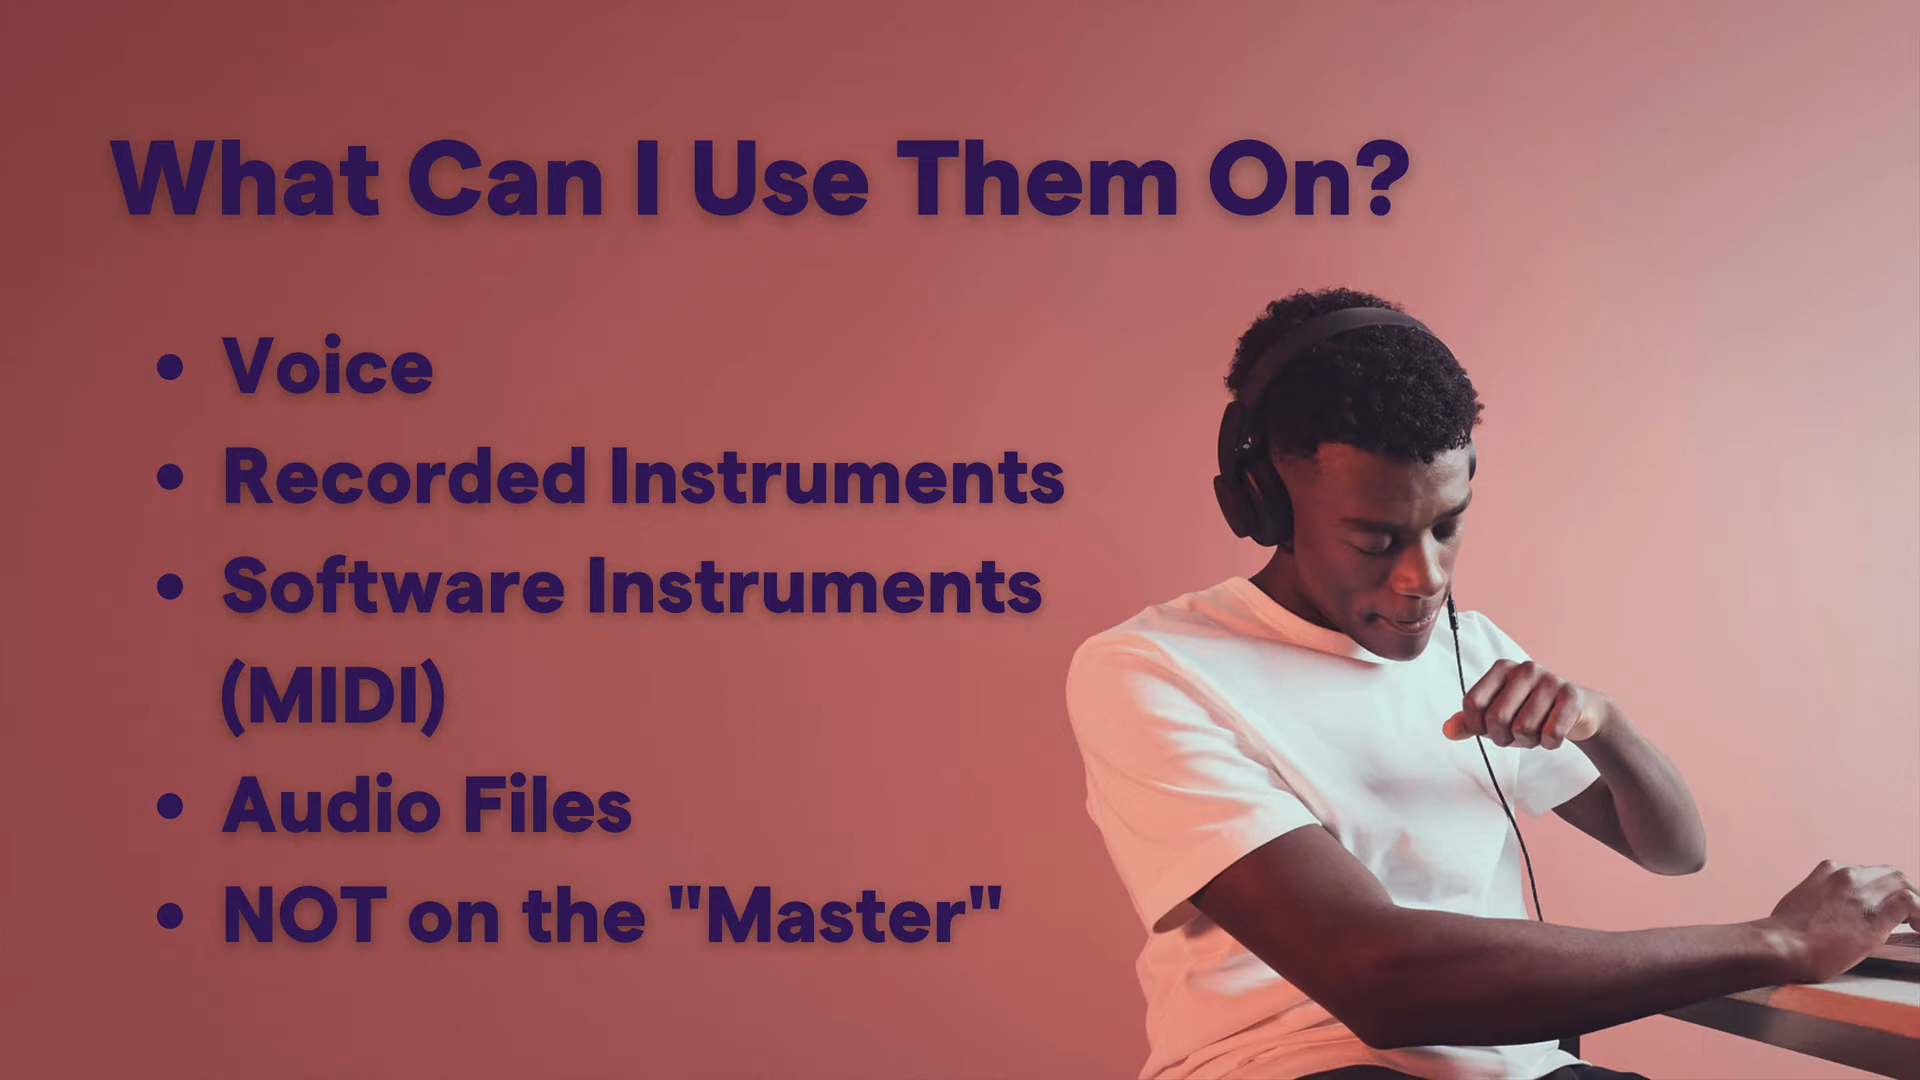 What Can I Use Them On?
• Voice
• Recorded Instruments
• Software Instruments
(MIDI)
• Audio Files
• NOT on the "Master"